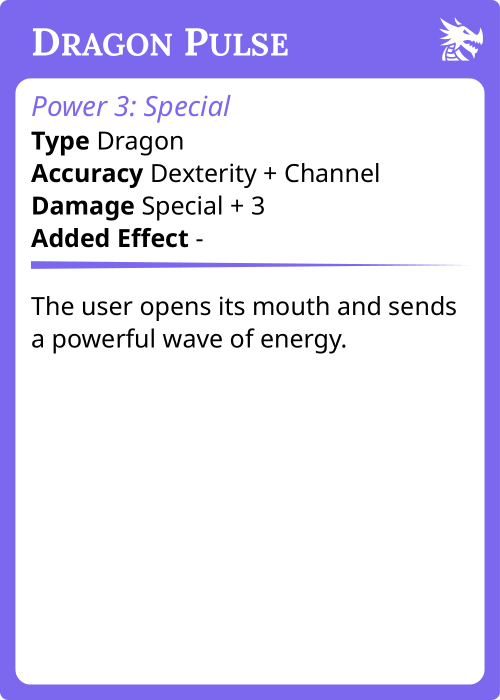 Dragon Pulse
Power 3: Special
Type Dragon
Accuracy Dexterity + Channel
Damage Special + 3
Added Effect -
The user opens its mouth and sends
a powerful wave of energy.